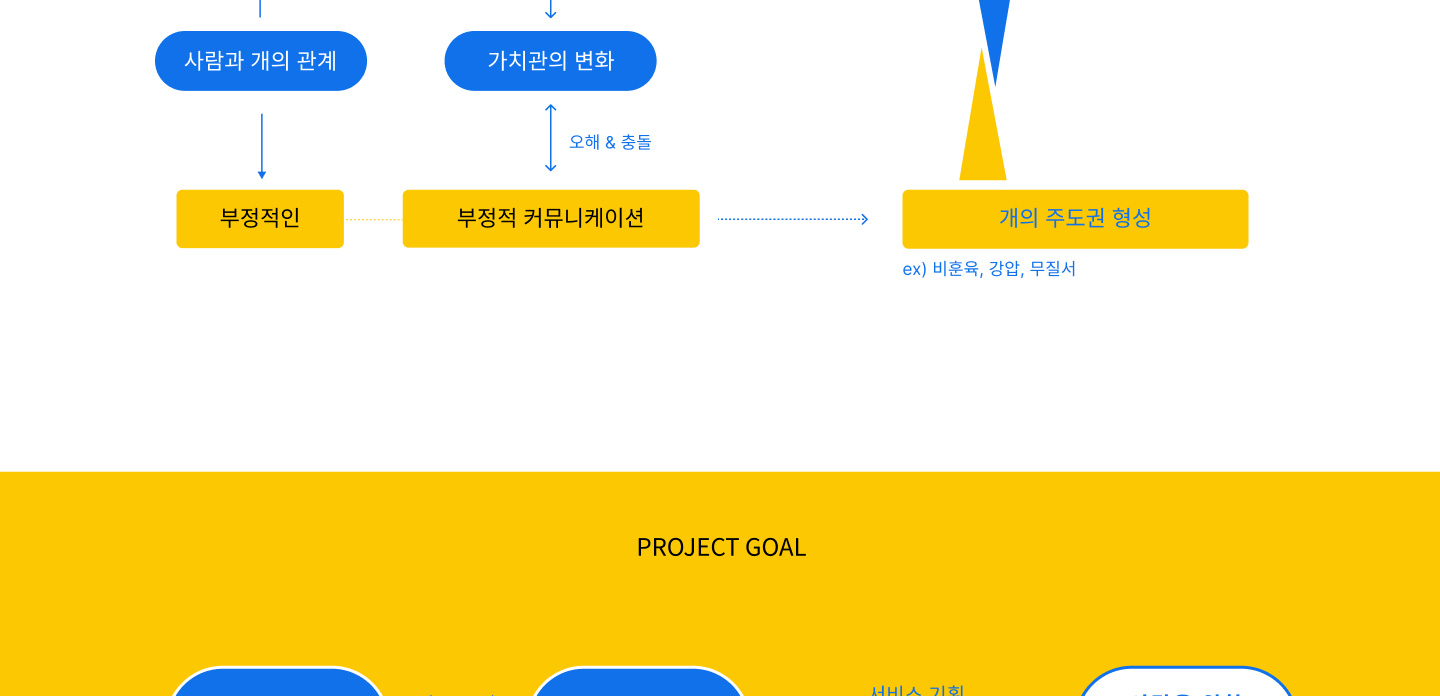 사람과 개의 관계
가치관의 변화
오해 & 충돌
부정적인
부정적 커뮤니케이션
개의 주도권 형성
ex) 비훈육, 강압, 무질서
PROJECT GOAL
서비스 기획